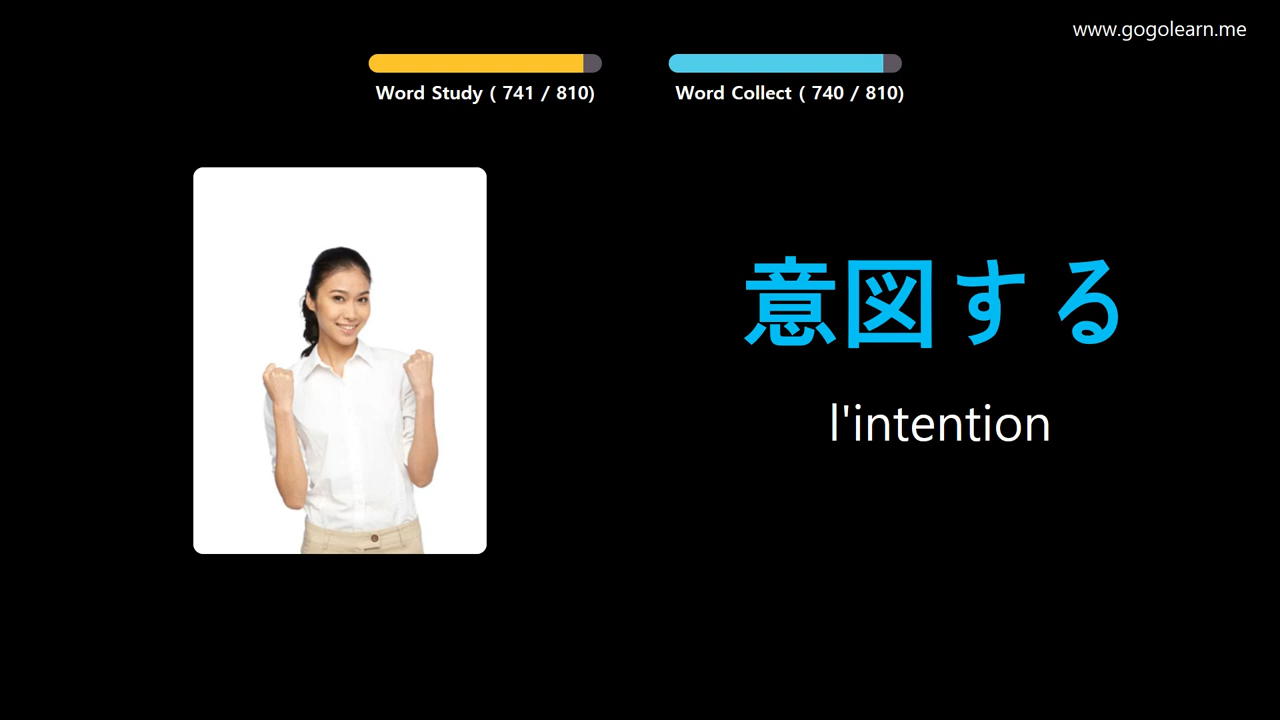 www.gogolearn.me
Word Study ( 741 / 810)
Word Collect ( 740 / 810)
意図する
l'intention